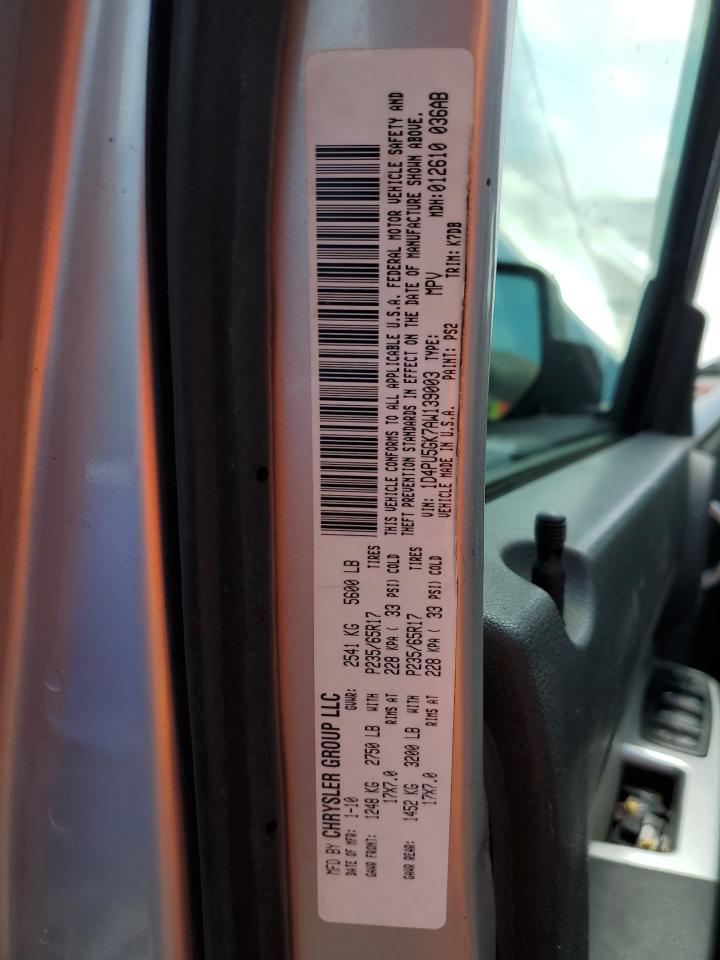 MFD BY CHRYSLER GROUP LLC
DATE OF MFR: 1-10 GVWR: 2541 KG 5600 LB
GAWR FRONT: 1248 KG 2750 LB WITH P235/65R17 TIRES
17X7.0 RIMS AT 228 KPA ( 33 PSI) COLD
GAWR REAR: 1452 KG 3200 LB WITH P235/65R17 TIRES
17X7.0 RIMS AT 228 KPA ( 33 PSI) COLD
THIS VEHICLE CONFORMS TO ALL APPLICABLE U.S.A. FEDERAL MOTOR VEHICLE SAFETY AND
THEFT PREVENTION STANDARDS IN EFFECT ON THE DATE OF MANUFACTURE SHOWN ABOVE.
VIN: 1D4PU5GK7AW139003 TYPE: MPV MDH:012610 036AB
VEHICLE MADE IN U.S.A. PAINT: PS2 TRIM: K7DB